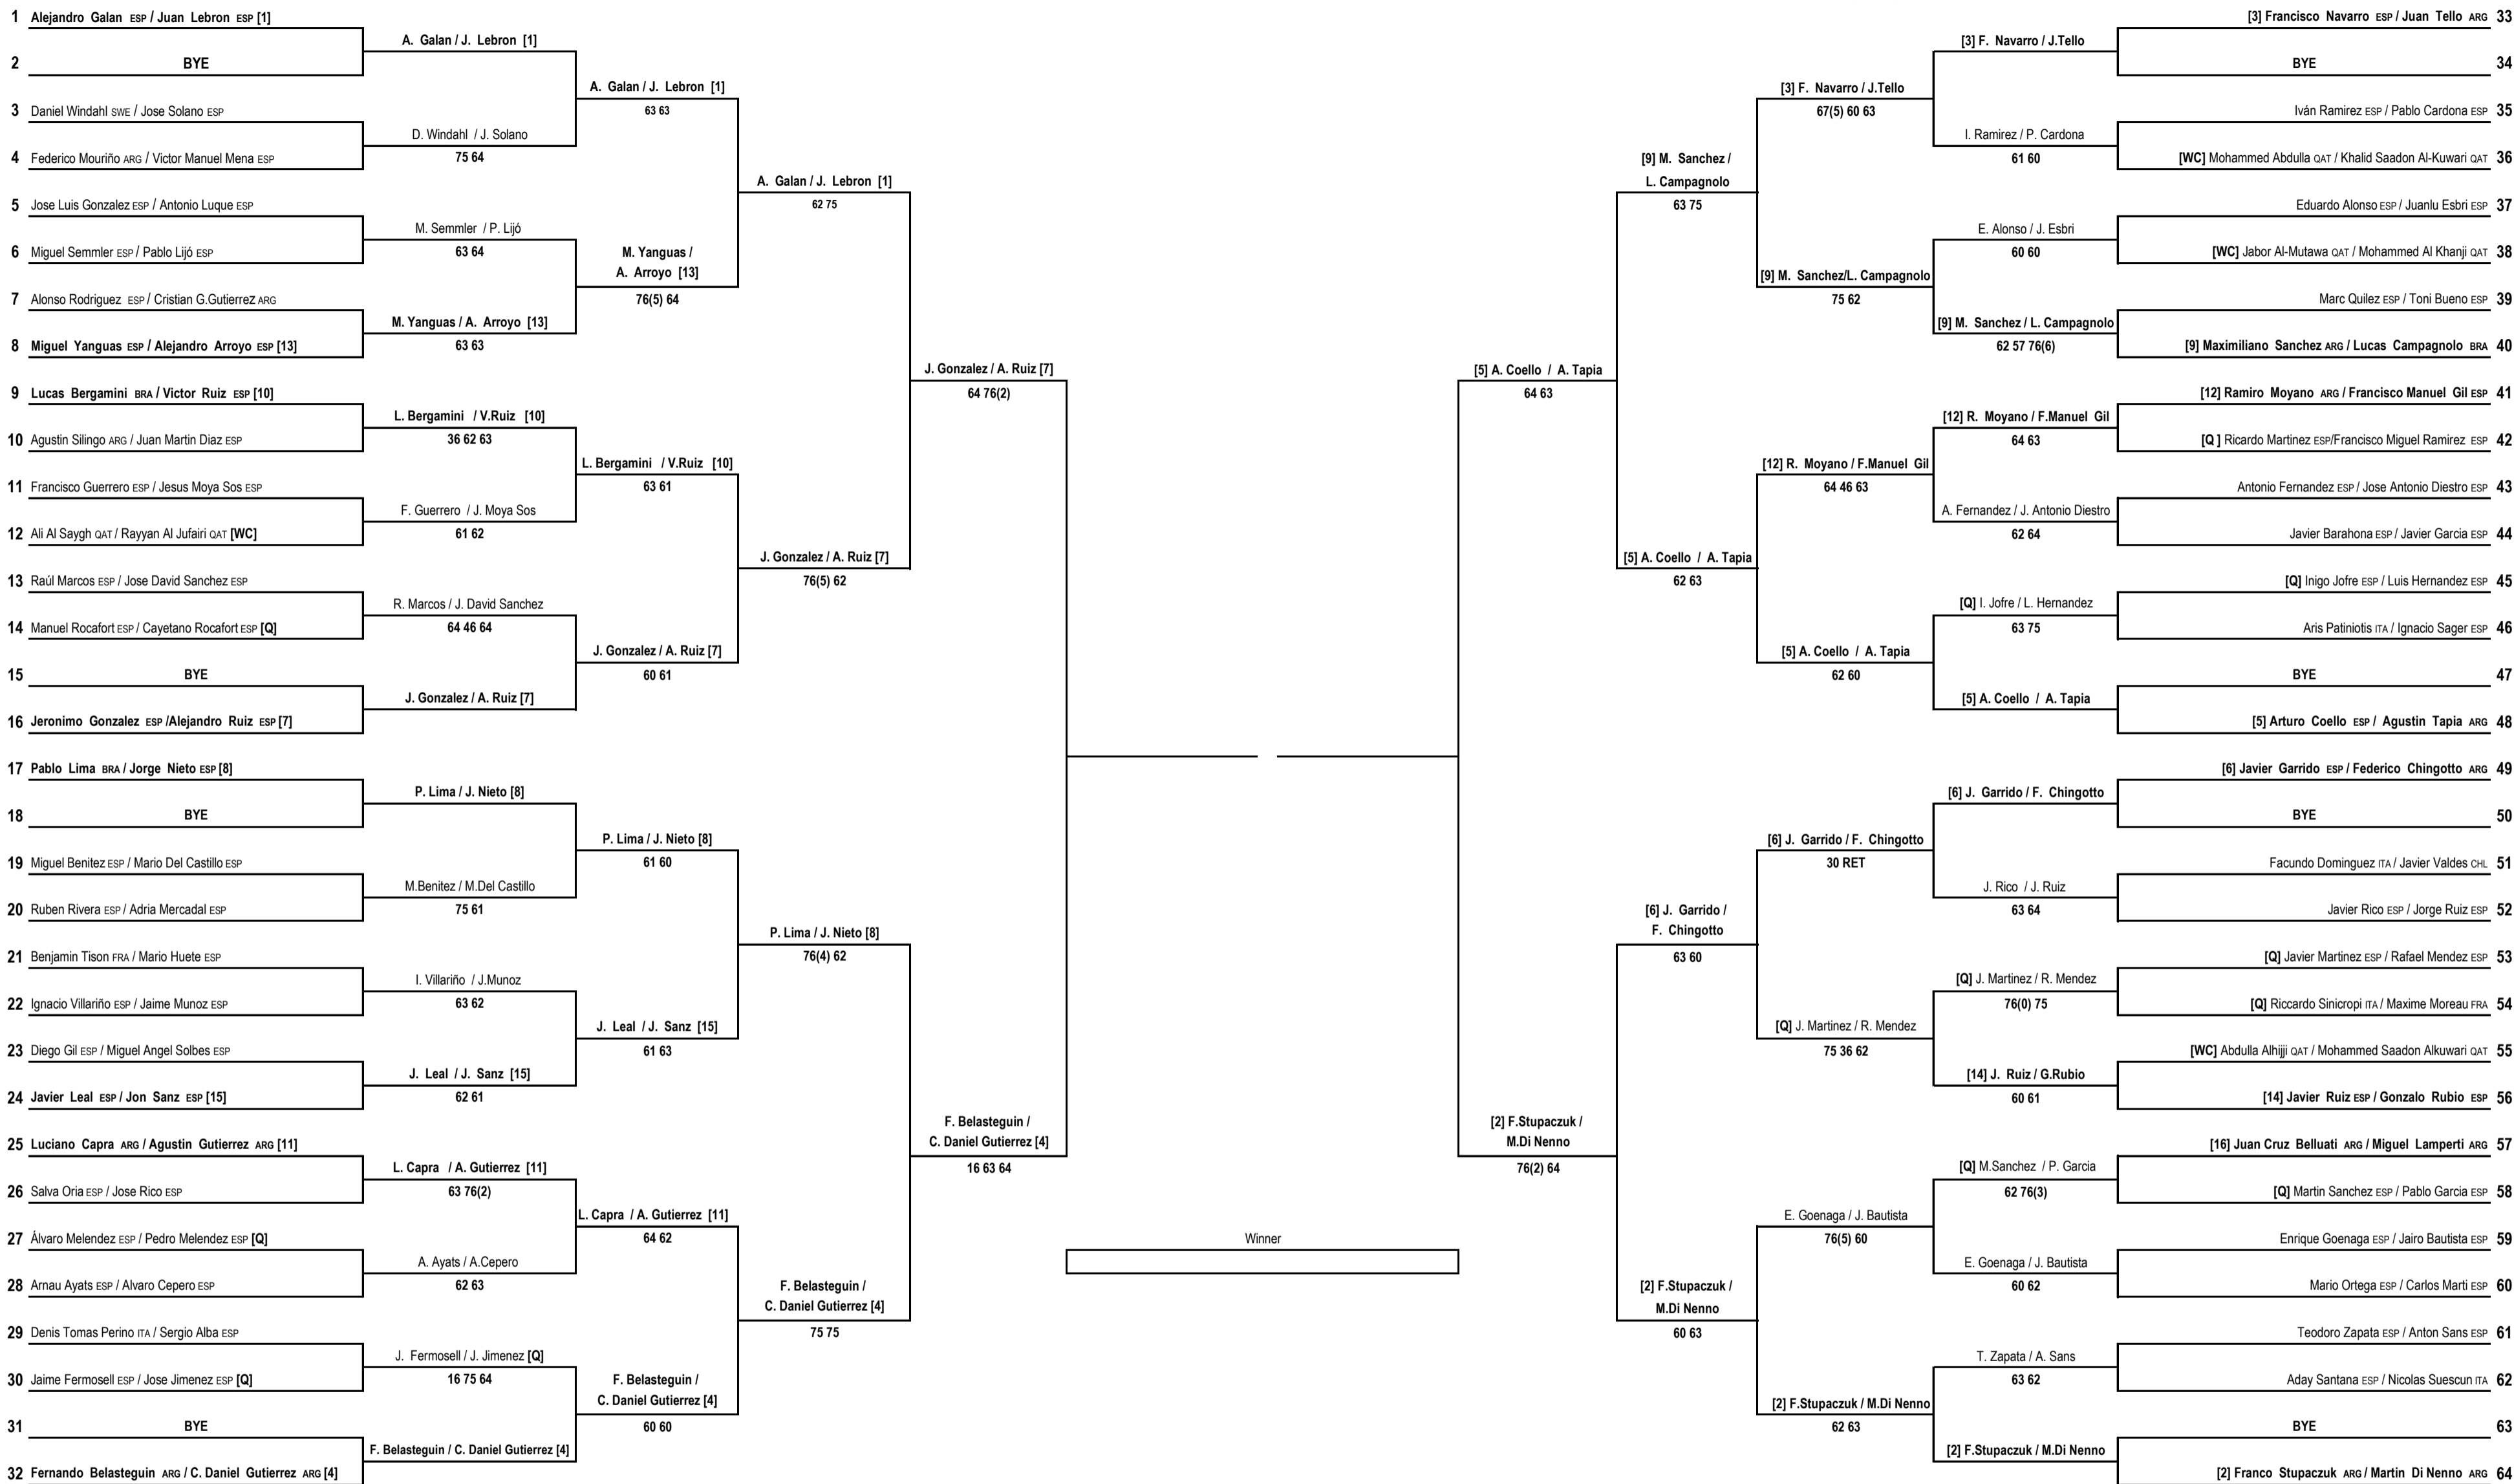 1 Alejandro Galan ESP / Juan Lebron ESP [1]
2 BYE
3 Daniel Windahl SWE / Jose Solano ESP
4 Federico Mouriño ARG / Victor Manuel Mena ESP
5 Jose Luis Gonzalez ESP / Antonio Luque ESP
6 Miguel Semmler ESP / Pablo Lijó ESP
7 Alonso Rodriguez ESP / Cristian G.Gutierrez ARG
8 Miguel Yanguas ESP / Alejandro Arroyo ESP [13]
9 Lucas Bergamini BRA / Victor Ruiz ESP [10]
10 Agustin Silingo ARG / Juan Martin Diaz ESP
11 Francisco Guerrero ESP / Jesus Moya Sos ESP
12 Ali Al Saygh QAT / Rayyan Al Jufairi QAT [WC]
13 Raúl Marcos ESP / Jose David Sanchez ESP
14 Manuel Rocafort ESP / Cayetano Rocafort ESP [Q]
15 BYE
16 Jeronimo Gonzalez ESP /Alejandro Ruiz ESP [7]
17 Pablo Lima BRA / Jorge Nieto ESP [8]
18 BYE
19 Miguel Benitez ESP / Mario Del Castillo ESP
20 Ruben Rivera ESP / Adria Mercadal ESP
21 Benjamin Tison FRA / Mario Huete ESP
22 Ignacio Villariño ESP / Jaime Munoz ESP
23 Diego Gil ESP / Miguel Angel Solbes ESP
24 Javier Leal ESP / Jon Sanz ESP [15]
25 Luciano Capra ARG / Agustin Gutierrez ARG [11]
26 Salva Oria ESP / Jose Rico ESP
27 Álvaro Melendez ESP / Pedro Melendez ESP [Q]
28 Arnau Ayats ESP / Alvaro Cepero ESP
29 Denis Tomas Perino ITA / Sergio Alba ESP
30 Jaime Fermosell ESP / Jose Jimenez ESP [Q]
31 BYE
32 Fernando Belasteguin ARG / C. Daniel Gutierrez ARG [4]
A. Galan / J. Lebron [1]
D. Windahl / J. Solano
75 64
M. Semmler / P. Lijó
63 64
M. Yanguas / A. Arroyo [13]
63 63
L. Bergamini / V.Ruiz [10]
36 62 63
F. Guerrero / J. Moya Sos
61 62
R. Marcos / J. David Sanchez
64 46 64
J. Gonzalez / A. Ruiz [7]
P. Lima / J. Nieto [8]
M.Benitez / M.Del Castillo
75 61
I. Villariño / J.Munoz
63 62
J. Leal / J. Sanz [15]
62 61
L. Capra / A. Gutierrez [11]
63 76(2)
A. Ayats / A.Cepero
62 63
J. Fermosell / J. Jimenez [Q]
16 75 64
F. Belasteguin / C. Daniel Gutierrez [4]
A. Galan / J. Lebron [1]
63 63
M. Yanguas /
A. Arroyo [13]
76(5) 64
L. Bergamini / V.Ruiz [10]
63 61
J. Gonzalez / A. Ruiz [7]
60 61
P. Lima / J. Nieto [8]
61 60
J. Leal / J. Sanz [15]
61 63
L. Capra / A. Gutierrez [11]
64 62
F. Belasteguin /
C. Daniel Gutierrez [4]
60 60
A. Galan / J. Lebron [1]
62 75
J. Gonzalez / A. Ruiz [7]
76(5) 62
P. Lima / J. Nieto [8]
76(4) 62
F. Belasteguin /
C. Daniel Gutierrez [4]
75 75
J. Gonzalez / A. Ruiz [7]
64 76(2)
F. Belasteguin /
C. Daniel Gutierrez [4]
16 63 64
Winner
[5] A. Coello / A. Tapia
64 63
[2] F.Stupaczuk /
M.Di Nenno
76(2) 64
[9] M. Sanchez /
L. Campagnolo
63 75
[5] A. Coello / A. Tapia
62 63
[6] J. Garrido /
F. Chingotto
63 60
[2] F.Stupaczuk /
M.Di Nenno
60 63
[3] F. Navarro / J.Tello
67(5) 60 63
[9] M. Sanchez/L. Campagnolo
75 62
[12] R. Moyano / F.Manuel Gil
64 46 63
[5] A. Coello / A. Tapia
62 60
[6] J. Garrido / F. Chingotto
30 RET
[Q] J. Martinez / R. Mendez
75 36 62
E. Goenaga / J. Bautista
76(5) 60
[2] F.Stupaczuk / M.Di Nenno
62 63
[3] F. Navarro / J.Tello
I. Ramirez / P. Cardona
61 60
E. Alonso / J. Esbri
60 60
[9] M. Sanchez / L. Campagnolo
62 57 76(6)
[12] R. Moyano / F.Manuel Gil
64 63
A. Fernandez / J. Antonio Diestro
62 64
[Q] I. Jofre / L. Hernandez
63 75
[5] A. Coello / A. Tapia
[6] J. Garrido / F. Chingotto
J. Rico / J. Ruiz
63 64
[Q] J. Martinez / R. Mendez
76(0) 75
[14] J. Ruiz / G.Rubio
60 61
[Q] M.Sanchez / P. Garcia
62 76(3)
E. Goenaga / J. Bautista
60 62
T. Zapata / A. Sans
63 62
[2] F.Stupaczuk / M.Di Nenno
[3] Francisco Navarro ESP / Juan Tello ARG 33
BYE 34
Iván Ramirez ESP / Pablo Cardona ESP 35
[WC] Mohammed Abdulla QAT / Khalid Saadon Al-Kuwari QAT 36
Eduardo Alonso ESP / Juanlu Esbri ESP 37
[WC] Jabor Al-Mutawa QAT / Mohammed Al Khanji QAT 38
Marc Quilez ESP / Toni Bueno ESP 39
[9] Maximiliano Sanchez ARG / Lucas Campagnolo BRA 40
[12] Ramiro Moyano ARG / Francisco Manuel Gil ESP 41
[Q ] Ricardo Martinez ESP/Francisco Miguel Ramirez ESP 42
Antonio Fernandez ESP / Jose Antonio Diestro ESP 43
Javier Barahona ESP / Javier Garcia ESP 44
[Q] Inigo Jofre ESP / Luis Hernandez ESP 45
Aris Patiniotis ITA / Ignacio Sager ESP 46
BYE 47
[5] Arturo Coello ESP / Agustin Tapia ARG 48
[6] Javier Garrido ESP / Federico Chingotto ARG 49
BYE 50
Facundo Dominguez ITA / Javier Valdes CHL 51
Javier Rico ESP / Jorge Ruiz ESP 52
[Q] Javier Martinez ESP / Rafael Mendez ESP 53
[Q] Riccardo Sinicropi ITA / Maxime Moreau FRA 54
[WC] Abdulla Alhijji QAT / Mohammed Saadon Alkuwari QAT 55
[14] Javier Ruiz ESP / Gonzalo Rubio ESP 56
[16] Juan Cruz Belluati ARG / Miguel Lamperti ARG 57
[Q] Martin Sanchez ESP / Pablo Garcia ESP 58
Enrique Goenaga ESP / Jairo Bautista ESP 59
Mario Ortega ESP / Carlos Marti ESP 60
Teodoro Zapata ESP / Anton Sans ESP 61
Aday Santana ESP / Nicolas Suescun ITA 62
BYE 63
[2] Franco Stupaczuk ARG / Martin Di Nenno ARG 64